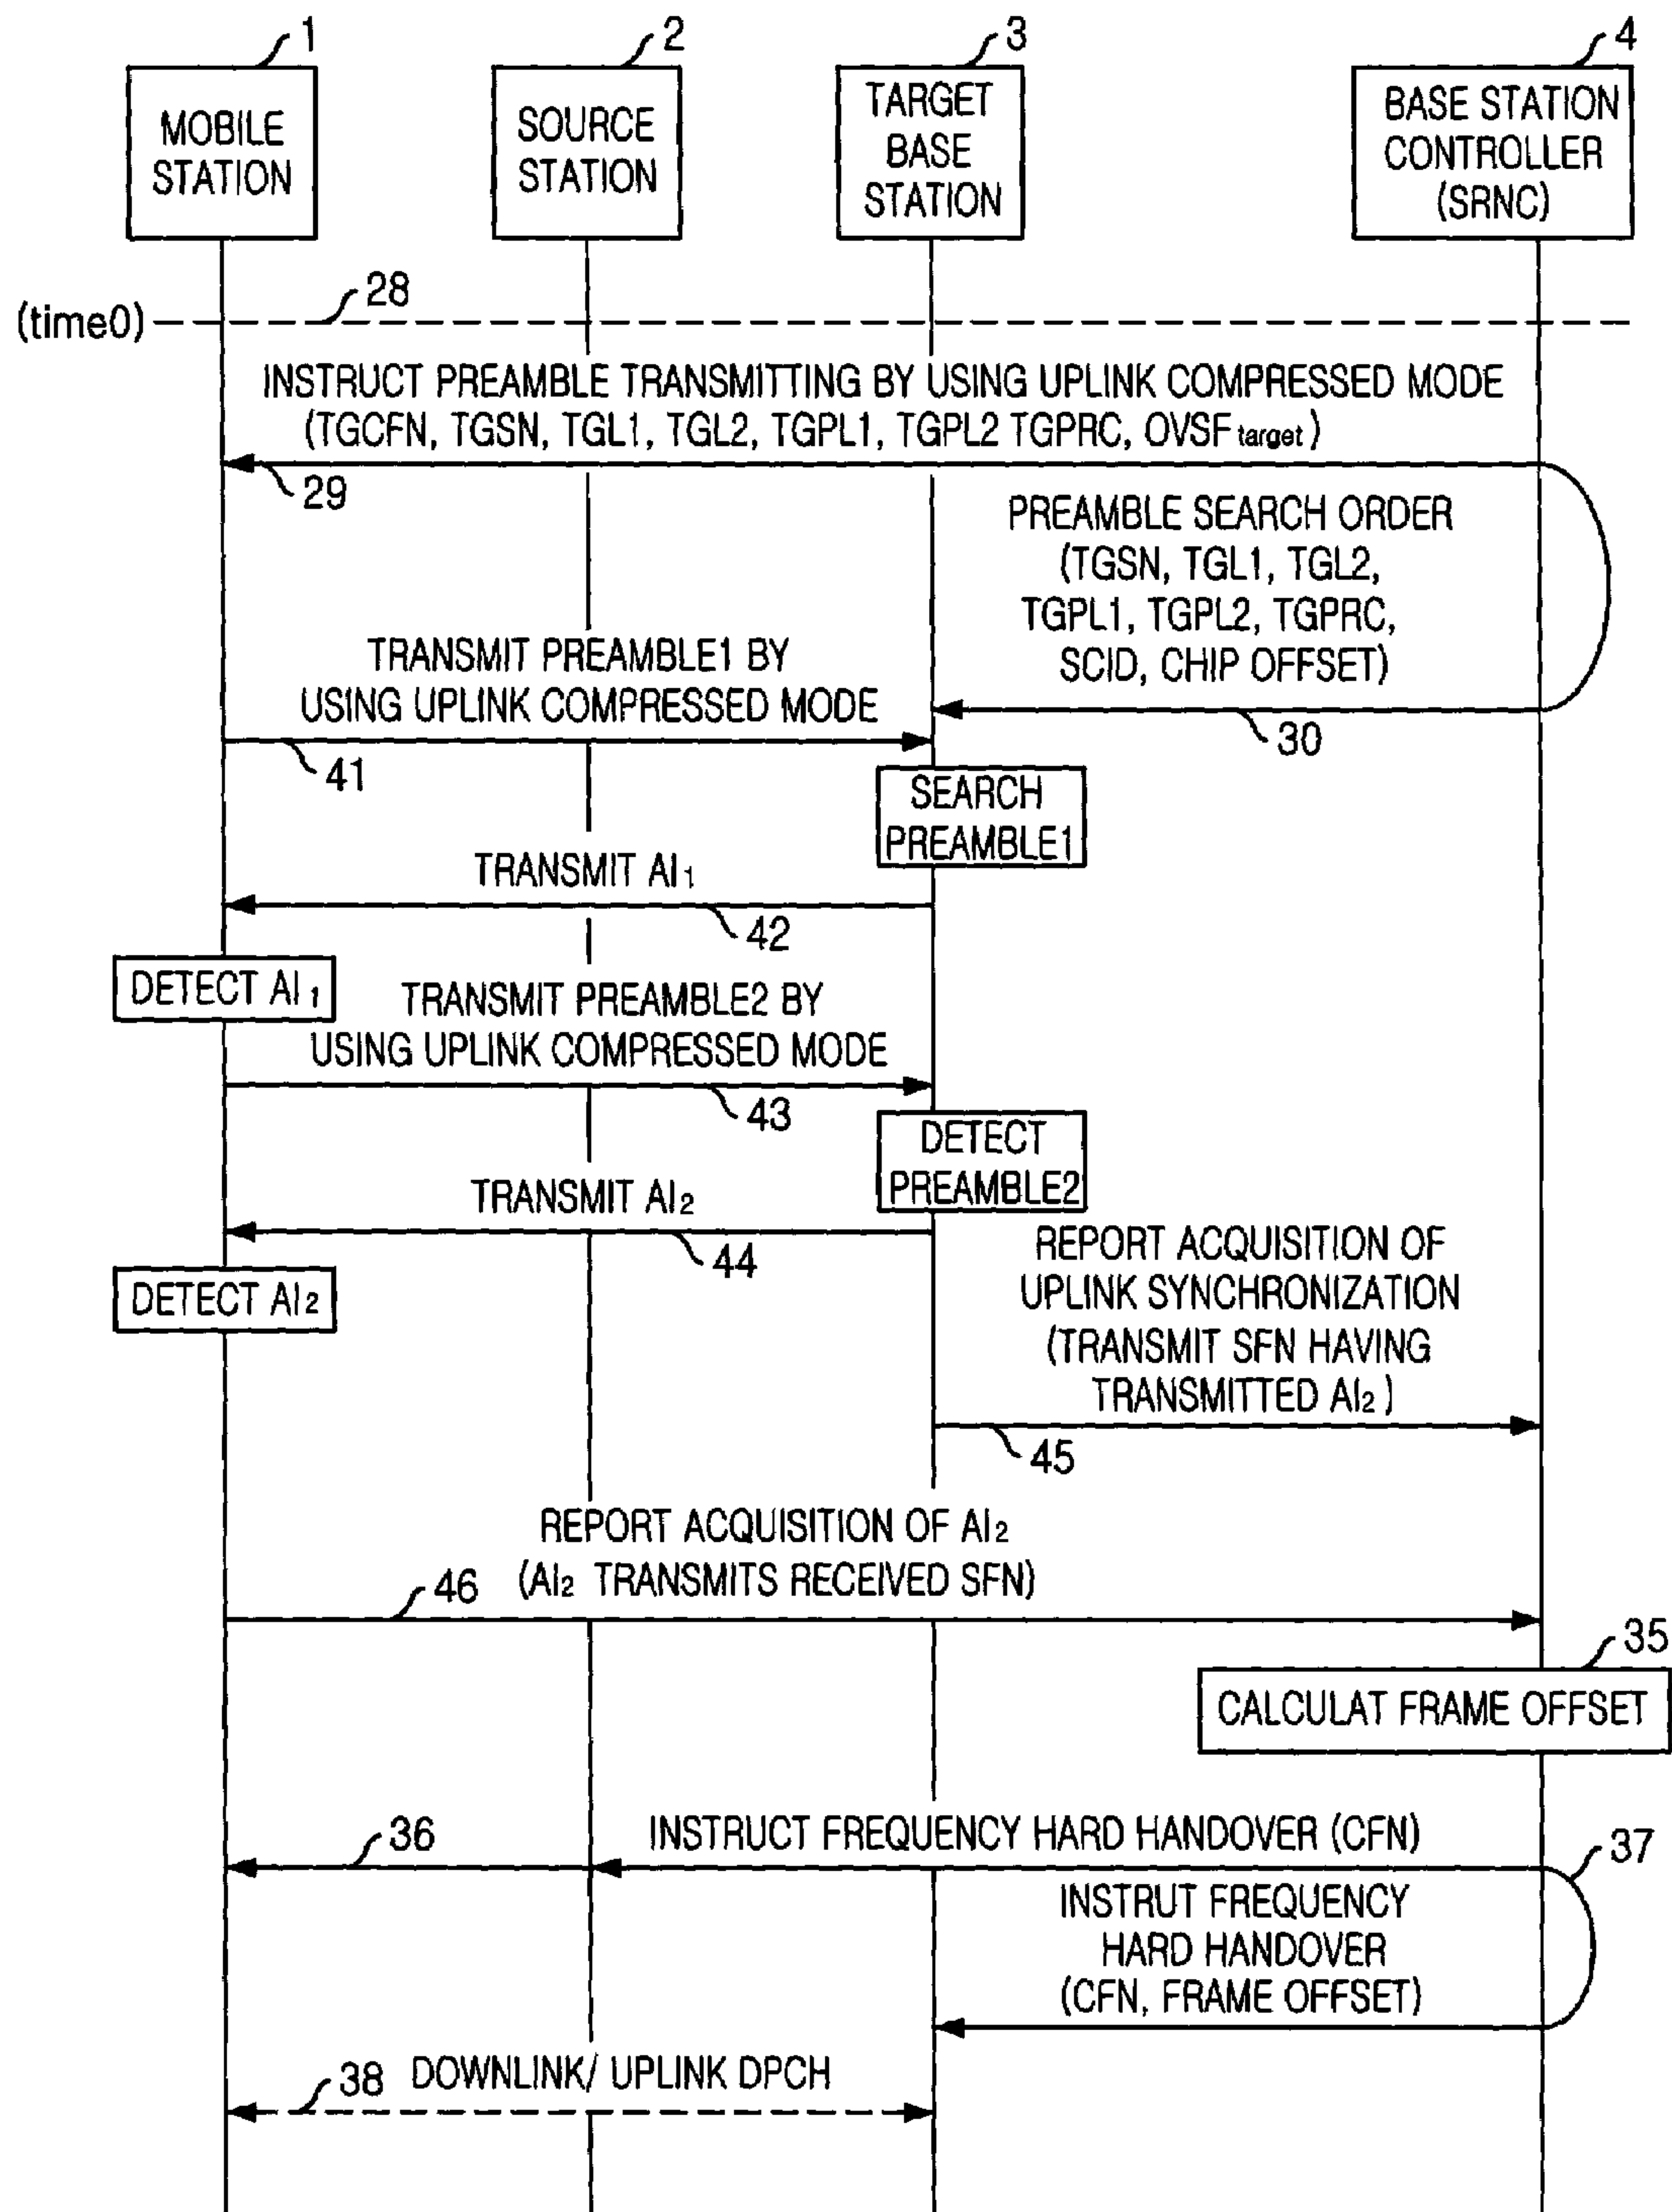 1
2
3
4
MOBILE
STATION
SOURCE
STATION
TARGET
BASE
STATION
BASE STATION
CONTROLLER
(SRNC)
(time0)
28
INSTRUCT PREAMBLE TRANSMITTING BY USING UPLINK COMPRESSED MODE
(TGCFN, TGSN, TGL1, TGL2, TGPL1, TGPL2 TGPRC, OVSF target)
29
PREAMBLE SEARCH ORDER
(TGSN, TGL1, TGL2,
TGPL1, TGPL2, TGPRC,
SCID, CHIP OFFSET)
30
TRANSMIT PREAMBLE1 BY
USING UPLINK COMPRESSED MODE
41
SEARCH
PREAMBLE1
TRANSMIT AI1
42
DETECT AI1
TRANSMIT PREAMBLE2 BY
USING UPLINK COMPRESSED MODE
43
DETECT
PREAMBLE2
TRANSMIT AI2
44
DETECT AI2
REPORT ACQUISITION OF
UPLINK SYNCHRONIZATION
(TRANSMIT SFN HAVING
TRANSMITTED AI2)
45
REPORT ACQUISITION OF AI2
(AI2 TRANSMITS RECEIVED SFN)
46
35
CALCULAT FRAME OFFSET
INSTRUCT FREQUENCY HARD HANDOVER (CFN)
36
37
INSTRUT FREQUENCY
HARD HANDOVER
(CFN, FRAME OFFSET)
38
DOWNLINK/ UPLINK DPCH